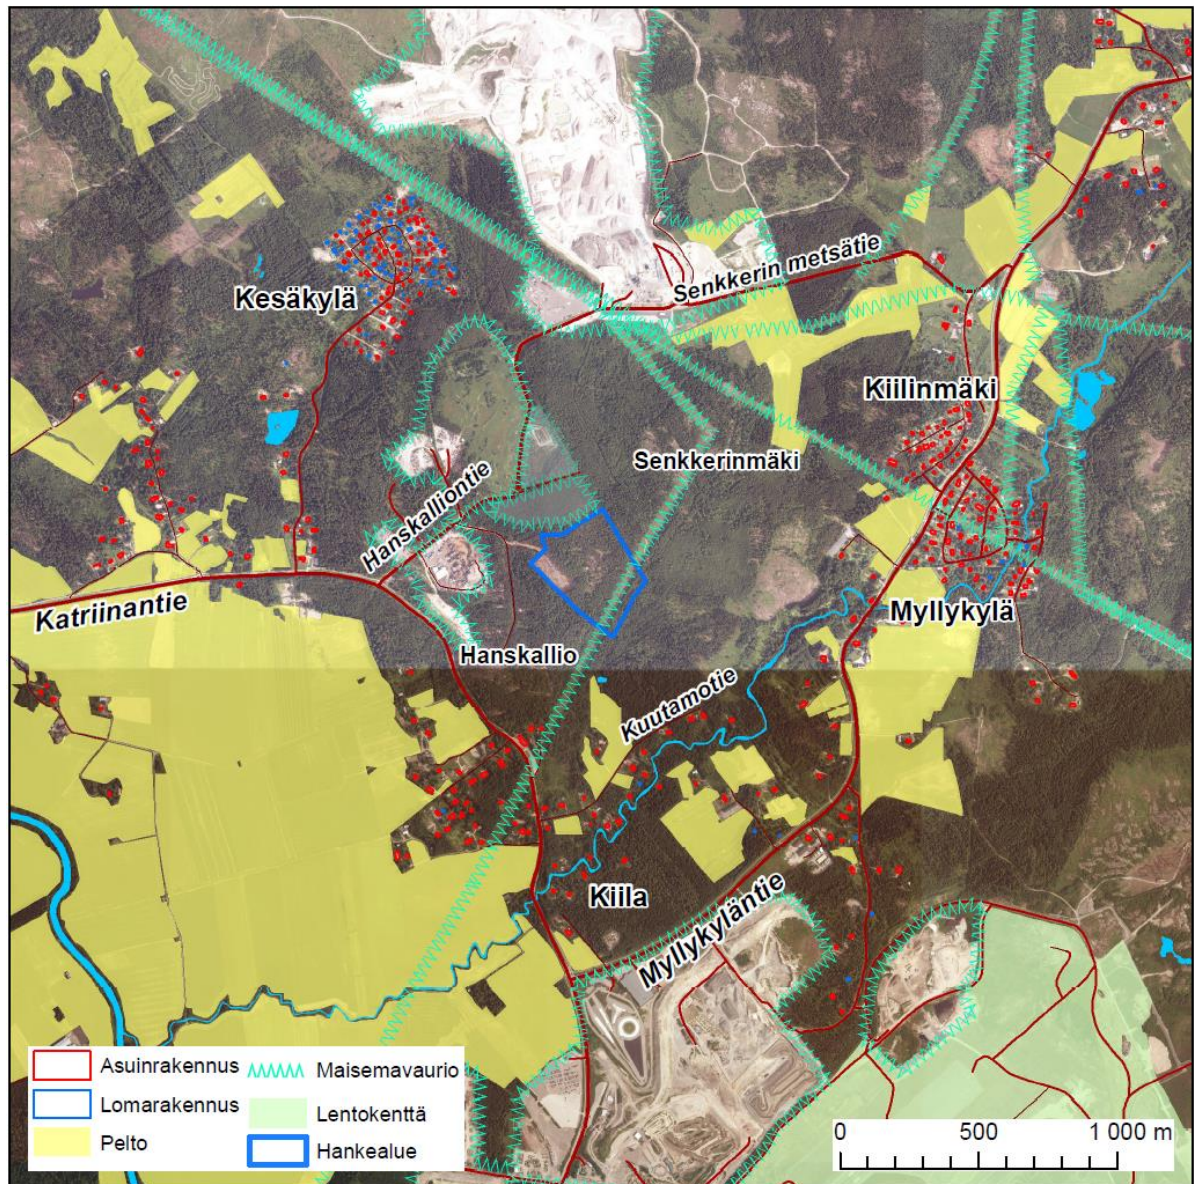 Senkkerin metsätie
Kesäkylä
Kiilinmäki
Senkkerinmäki
Hanskalliontie
Katriinantie
Myllykylä
Hanskallio
Kuutamotie
Kiila
Myllykyläntie
Asuinrakennus
Lomarakennus
Pelto
Maisemavaurio
Lentokenttä
Hankealue
0 500 1 000 m